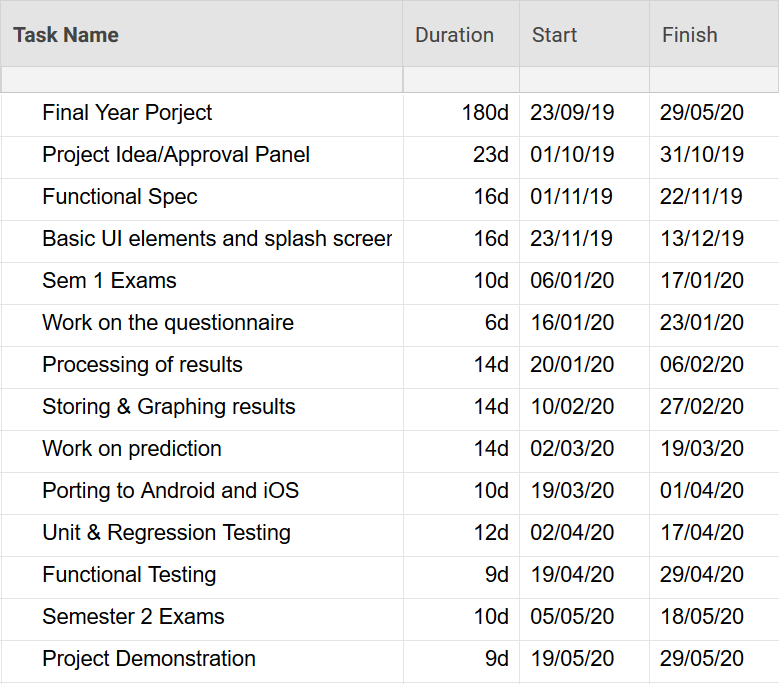 Task Name Duration Start Finish
Final Year Porject 180d 23/09/19 29/05/20
Project Idea/Approval Panel 23d 01/10/19 31/10/19
Functional Spec 16d 01/11/19 22/11/19
Basic UI elements and splash screer 16d 23/11/19 13/12/19
Sem 1 Exams 10d 06/01/20 17/01/20
Work on the questionnaire 6d 16/01/20 23/01/20
Processing of results 14d 20/01/20 06/02/20
Storing & Graphing results 14d 10/02/20 27/02/20
Work on prediction 14d 02/03/20 19/03/20
Porting to Android and iOS 10d 19/03/20 01/04/20
Unit & Regression Testing 12d 02/04/20 17/04/20
Functional Testing 9d 19/04/20 29/04/20
Semester 2 Exams 10d 05/05/20 18/05/20
Project Demonstration 9d 19/05/20 29/05/20